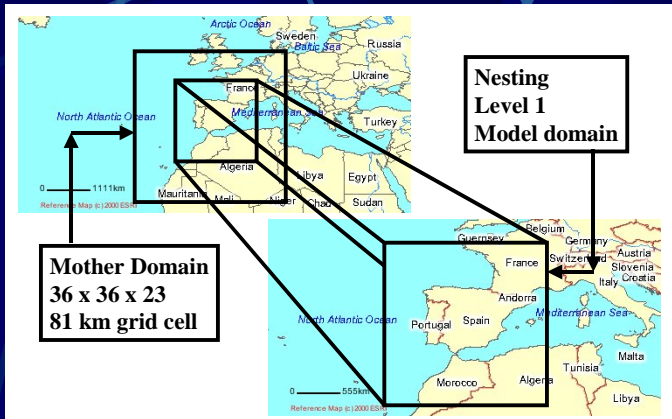 Arctic Ocean
Sweden
Baltic Sea
Russia
Ukraine
France
North Atlantic Ocean
Mediterranean Sea
Turkey
Algeria
Libya
Egypt
Mauritania
Mali
Niger
Chad
Sudan
0 1111km
Reference Map (c) 2000 ESRI
Nesting
Level 1
Model domain
Mother Domain
36 x 36 x 23
81 km grid cell
Guernsey
Belgium
Germany
France
Switzerland
Austria
Slovenia
Croatia
Italy
Andorra
North Atlantic Ocean
Portugal
Spain
Mediterranean Sea
Malta
Tunisia
Morocco
Algeria
Libya
0 555km
Reference Map (c) 2000 ESRI